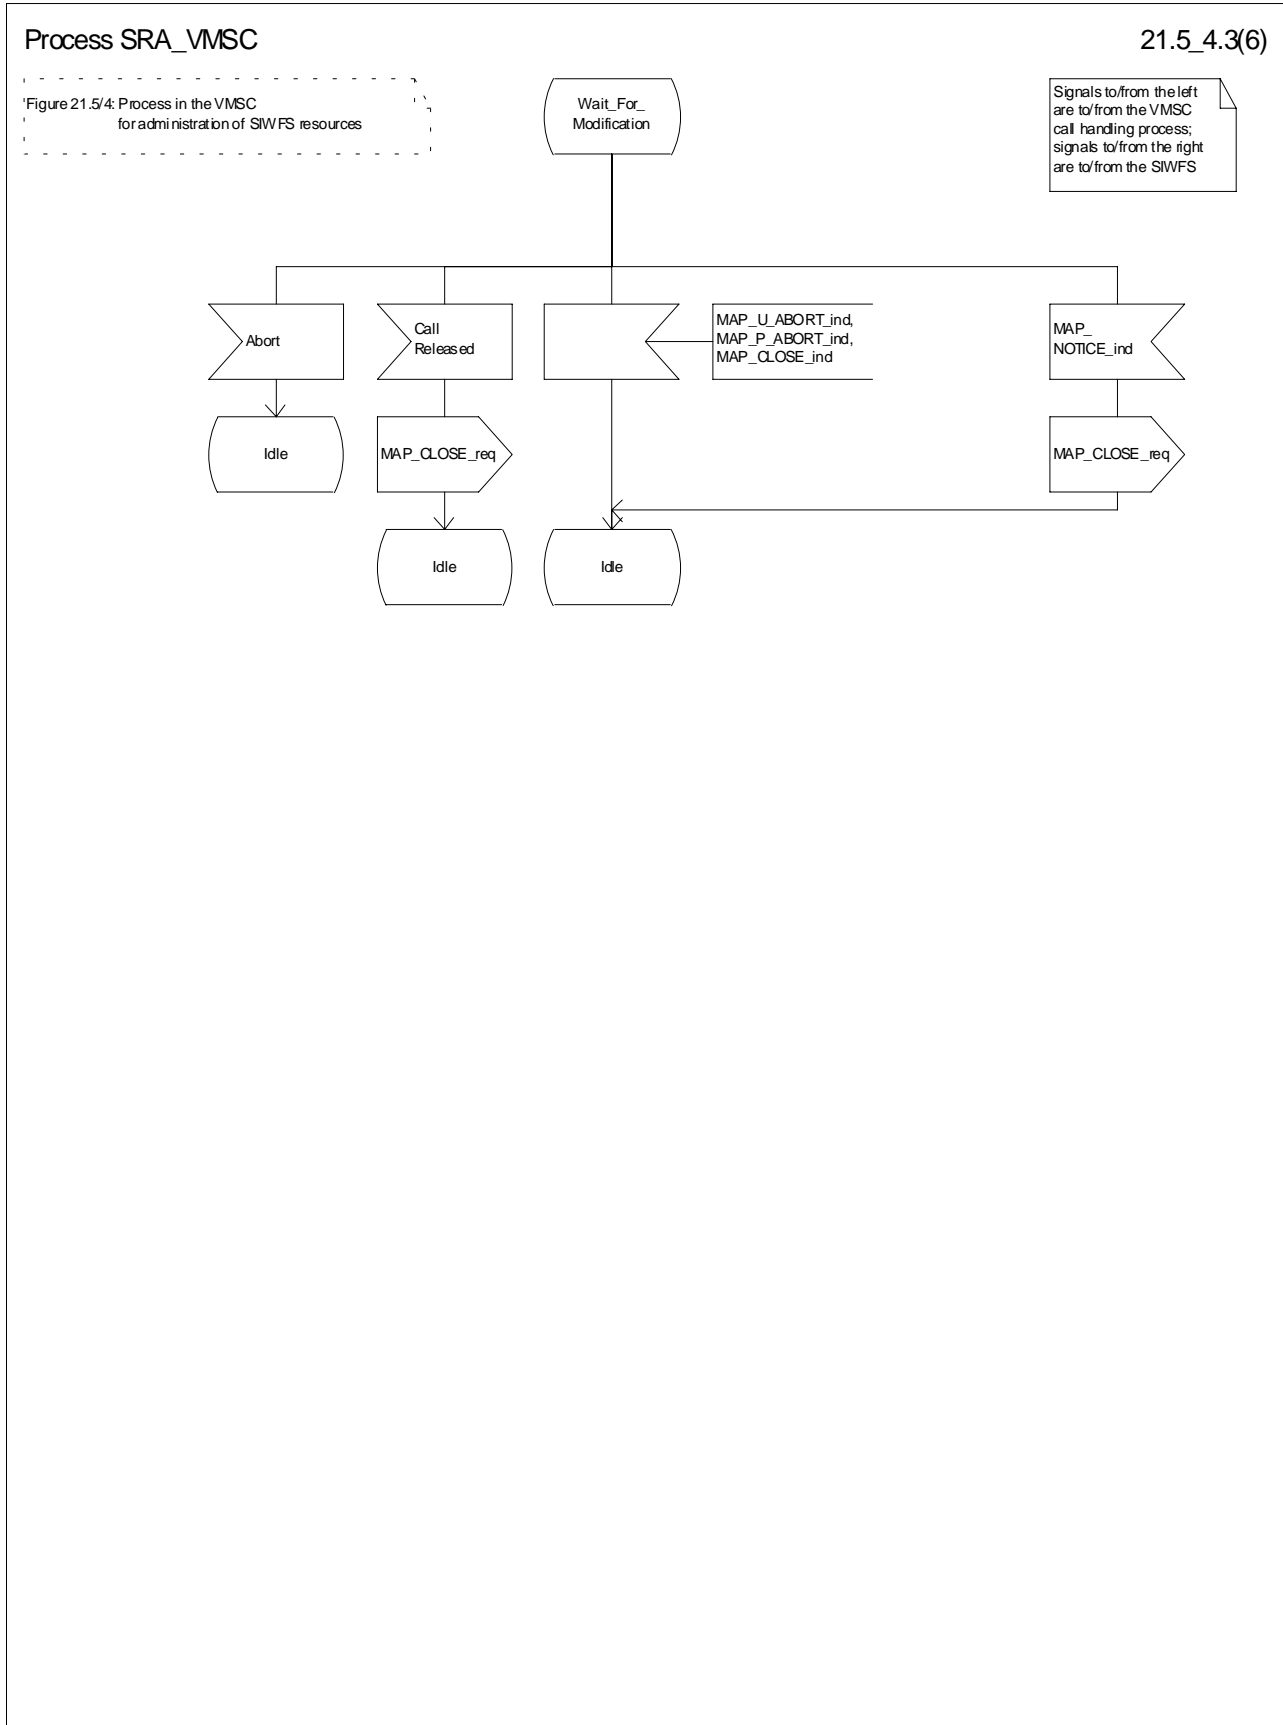 Process SRA_VMSC
21.5_4.3(6)
Figure 21.5/4: Process in the VMSC
for administration of SIWFS resources
Wait_For_
Modification
Signals to/from the left
are to/from the VMSC
call handling process;
signals to/from the right
are to/from the SIWFS
Abort
Call
Released
MAP_U_ABORT_ind,
MAP_P_ABORT_ind,
MAP_CLOSE_ind
MAP_
NOTICE_ind
Idle
MAP_CLOSE_req
MAP_CLOSE_req
Idle
Idle